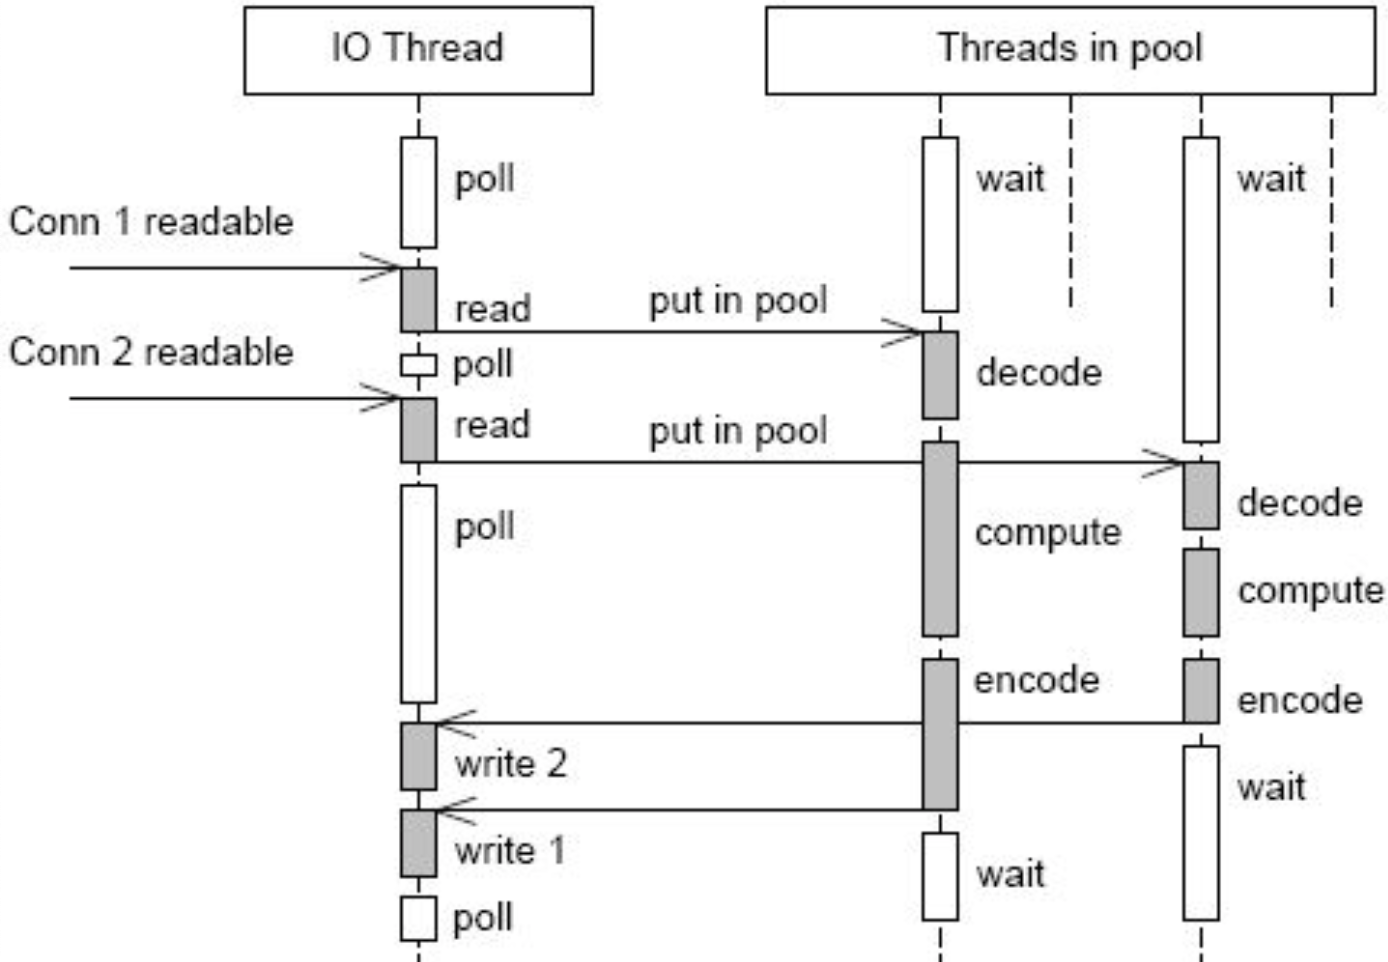 IO Thread
Threads in pool
poll
wait
wait
Conn 1 readable
read
put in pool
Conn 2 readable
poll
decode
read
put in pool
decode
poll
compute
compute
encode
encode
write 2
wait
write 1
wait
poll